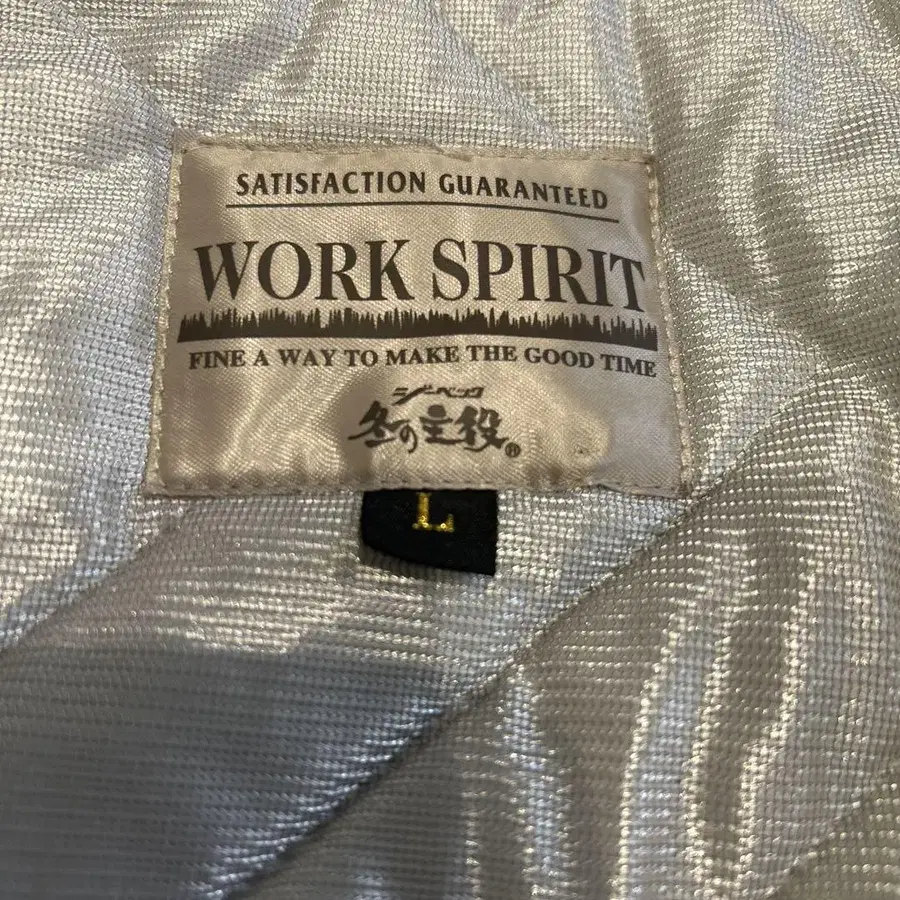 SATISFACTION GUARANTEED
WORK SPIRIT
FINE A WAY TO MAKE THE GOOD TIME
ジーベック
冬の主役®
L